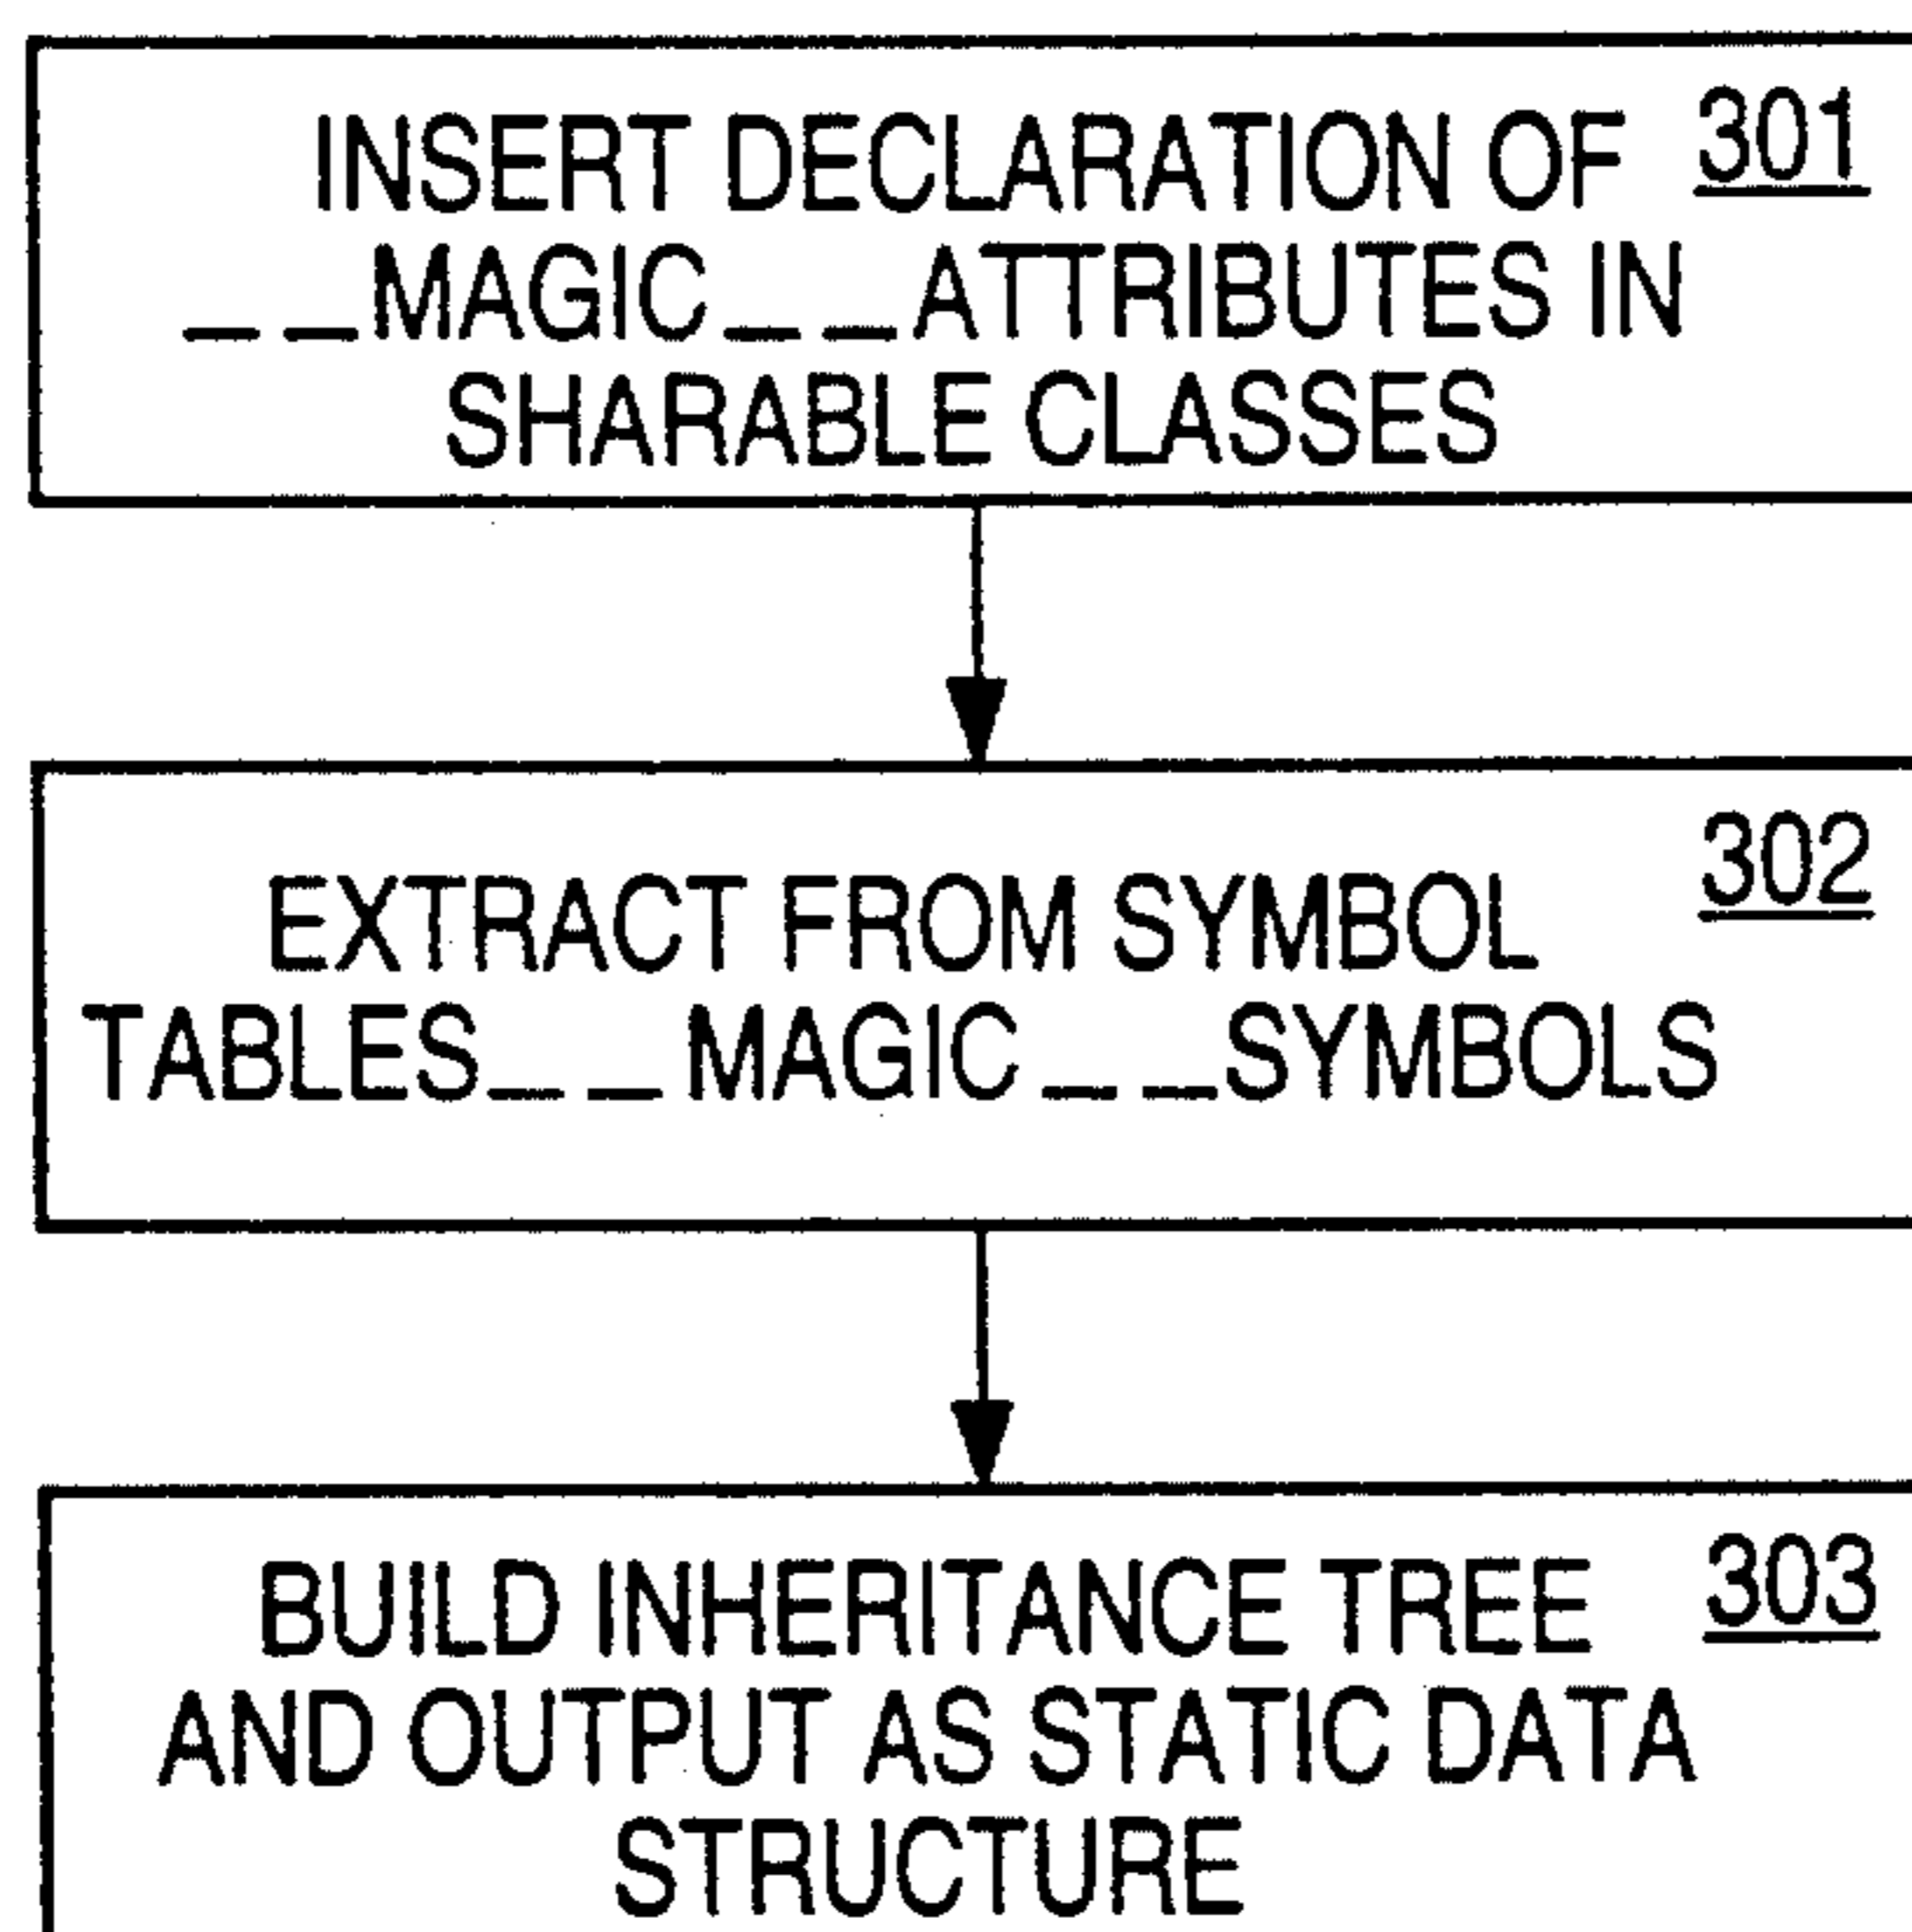 INSERT DECLARATION OF 301
__MAGIC__ATTRIBUTES IN
SHARABLE CLASSES
302
EXTRACT FROM SYMBOL
TABLES__MAGIC__SYMBOLS
BUILD INHERITANCE TREE 303
AND OUTPUT AS STATIC DATA
STRUCTURE